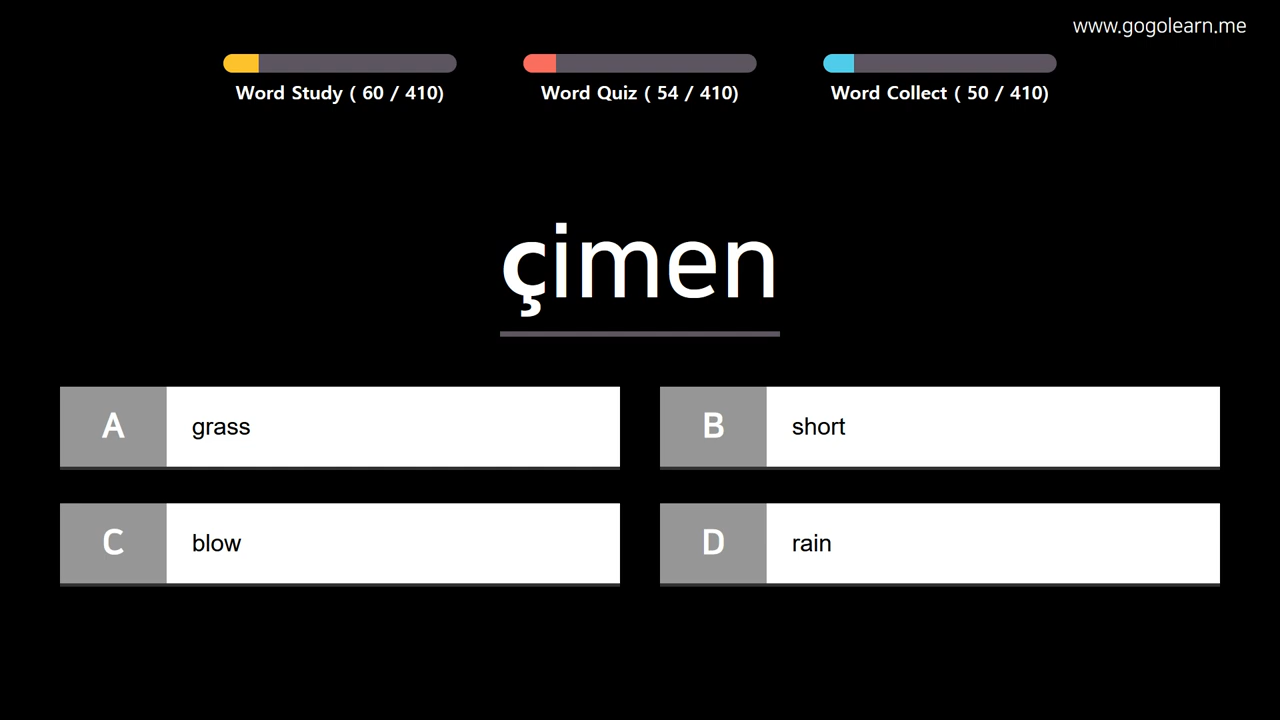 www.gogolearn.me
Word Study ( 60 / 410)
Word Quiz ( 54 / 410)
Word Collect ( 50 / 410)
çimen
A grass
B short
C blow
D rain